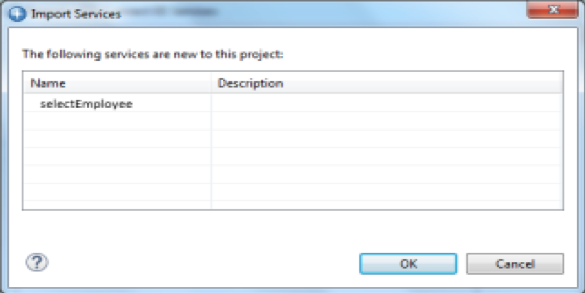 Import Services
The following services are new to this project:
Name Description
selectEmployee
?
OK Cancel